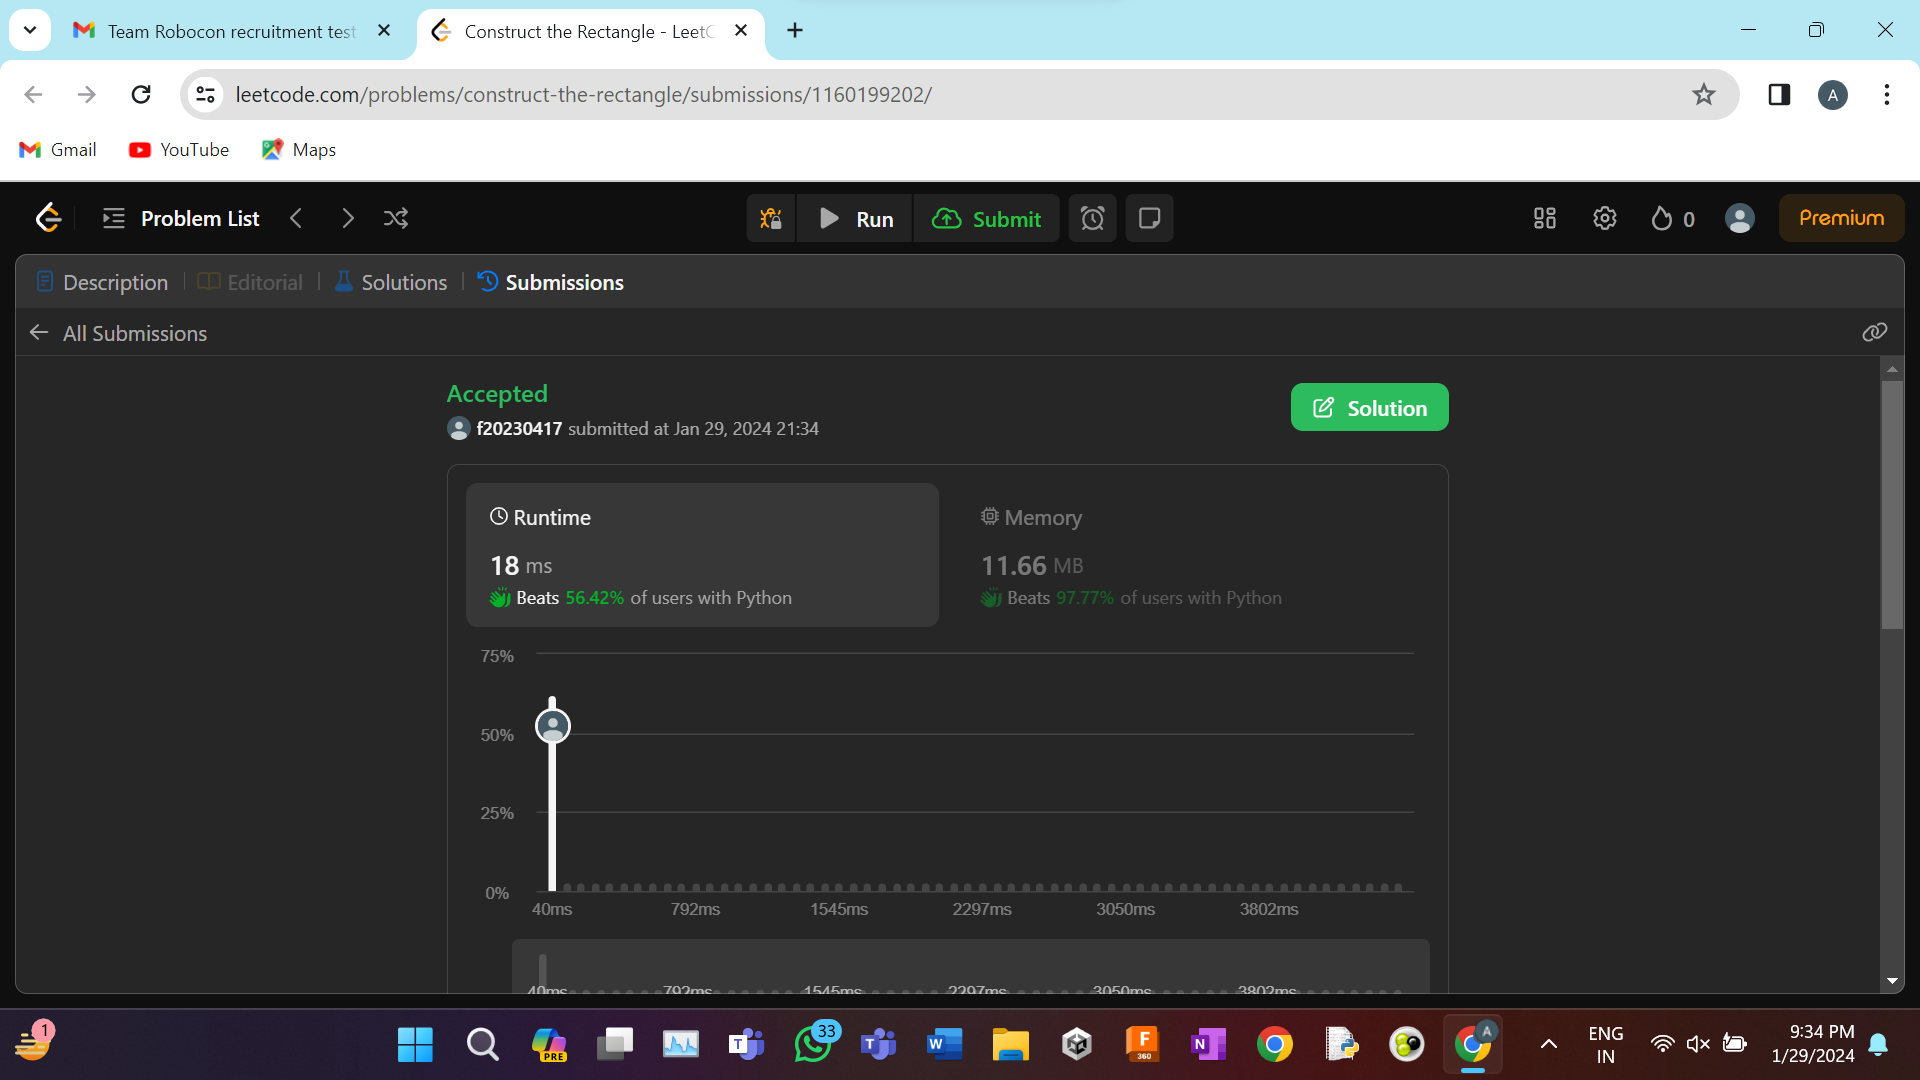 Team Robocon recruitment test
Construct the Rectangle - LeetC
leetcode.com/problems/construct-the-rectangle/submissions/1160199202/
A
Gmail
YouTube
Maps
Problem List
Run
Submit
0
Premium
Description
Editorial
Solutions
Submissions
All Submissions
Accepted
Solution
f20230417 submitted at Jan 29, 2024 21:34
Runtime
18 ms
Beats 56.42% of users with Python
Memory
11.66 MB
Beats 97.77% of users with Python
75%
50%
25%
0%
40ms 792ms 1545ms 2297ms 3050ms 3802ms
40ms 792ms 1545ms 2297ms 3050ms 3802ms
1
PRE
T
33
T
W
F
360
N
A
ENG
IN
9:34 PM
1/29/2024